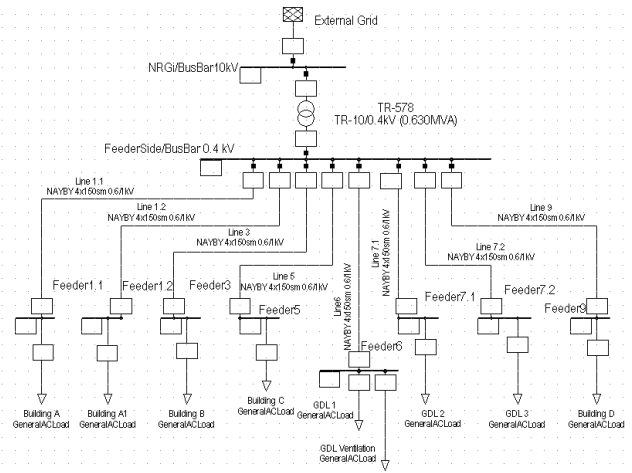 External Grid
NRGi/BusBar10kV
TR-578
TR-10/0.4kV (0.630MVA)
FeederSide/BusBar 0.4 kV
Line 1.1
NAYBY 4x150sm 0.6/1kV
Line 1.2
NAYBY 4x150sm 0.6/1kV
Line 3
NAYBY 4x150sm 0.6/1kV
Line 5
NAYBY 4x150sm 0.6/1kV
Line6
NAYBY 4x150sm 0.6/1kV
Line 7.1
NAYBY 4x150sm 0.6/1kV
Line 7.2
NAYBY 4x150sm 0.6/1kV
Line 9
NAYBY 4x150sm 0.6/1kV
Feeder1.1
Feeder1.2
Feeder3
Feeder5
Feeder6
Feeder7.1
Feeder7.2
Feeder9
Building A
GeneralACLoad
Building A1
GeneralACLoad
Building B
GeneralACLoad
Building C
GeneralACLoad
GDL 1
GeneralACLoad
GDL Ventilation
GeneralACLoad
GDL 2
GeneralACLoad
GDL 3
GeneralACLoad
Building D
GeneralACLoad